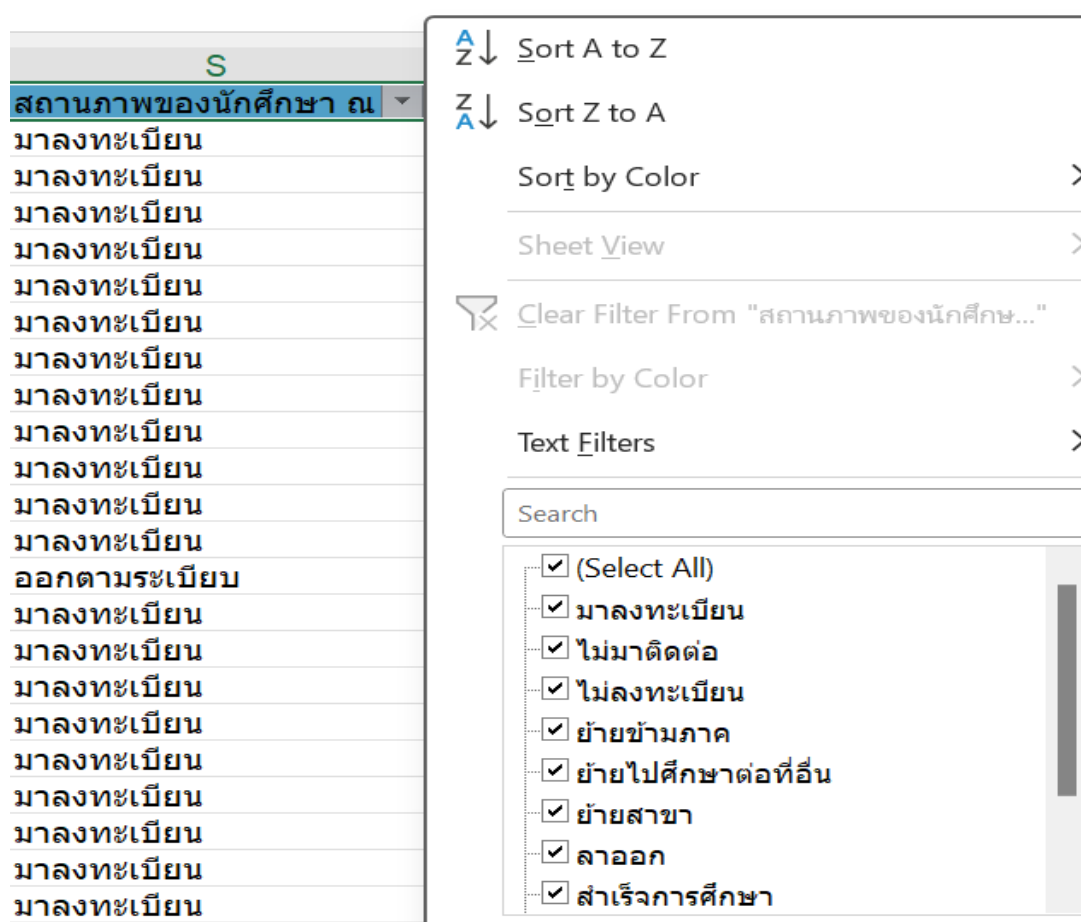 S
สถานภาพของนักศึกษา ณ
มาลงทะเบียน
มาลงทะเบียน
มาลงทะเบียน
มาลงทะเบียน
มาลงทะเบียน
มาลงทะเบียน
มาลงทะเบียน
มาลงทะเบียน
มาลงทะเบียน
มาลงทะเบียน
มาลงทะเบียน
มาลงทะเบียน
ออกตามระเบียบ
มาลงทะเบียน
มาลงทะเบียน
มาลงทะเบียน
มาลงทะเบียน
มาลงทะเบียน
มาลงทะเบียน
มาลงทะเบียน
มาลงทะเบียน
มาลงทะเบียน
Sort A to Z
Sort Z to A
Sort by Color
Sheet View
Clear Filter From "สถานภาพของนักศึกษ..."
Filter by Color
Text Filters
Search
(Select All)
มาลงทะเบียน
ไม่มาติดต่อ
ไม่ลงทะเบียน
ย้ายข้ามภาค
ย้ายไปศึกษาต่อที่อื่น
ย้ายสาขา
ลาออก
สำเร็จการศึกษา